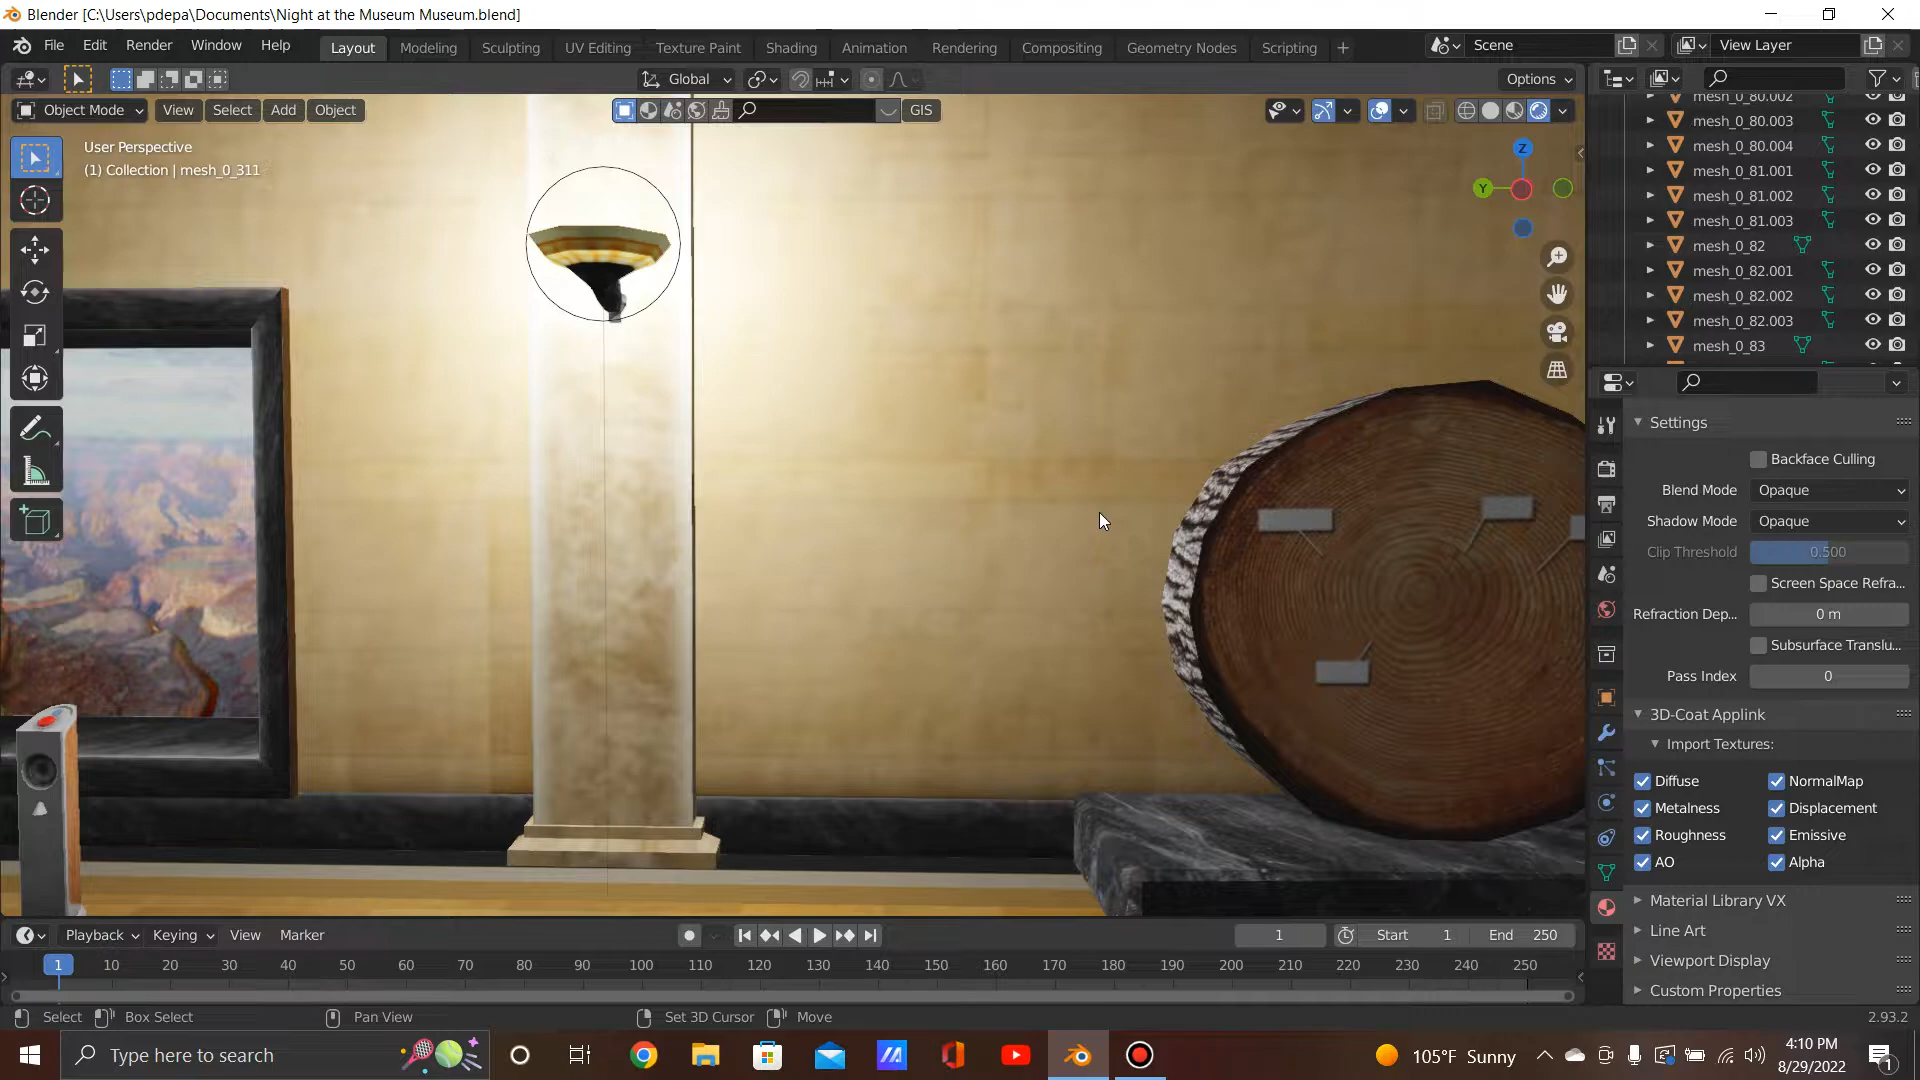 Blender [C:\Users\pdepa\Documents\Night at the Museum Museum.blend]
File Edit Render Window Help Layout Modeling Sculpting UV Editing Texture Paint Shading Animation Rendering Compositing Geometry Nodes Scripting + Scene View Layer
Global Options
Object Mode View Select Add Object GIS
User Perspective
(1) Collection | mesh_0_311
Z
Y
mesh_0_80.002
mesh_0_80.003
mesh_0_80.004
mesh_0_81.001
mesh_0_81.002
mesh_0_81.003
mesh_0_82
mesh_0_82.001
mesh_0_82.002
mesh_0_82.003
mesh_0_83
Settings
Backface Culling
Blend Mode Opaque
Shadow Mode Opaque
Clip Threshold 0.500
Screen Space Refra...
Refraction Dep... 0 m
Subsurface Translu...
Pass Index 0
3D-Coat Applink
Import Textures:
Diffuse NormalMap
Metalness Displacement
Roughness Emissive
AO Alpha
Material Library VX
Line Art
Viewport Display
Custom Properties
Playback Keying View Marker 1 Start 1 End 250
1 10 20 30 40 50 60 70 80 90 100 110 120 130 140 150 160 170 180 190 200 210 220 230 240 250
Select Box Select Pan View Set 3D Cursor Move 2.93.2
Type here to search 105°F Sunny 4:10 PM
8/29/2022
1